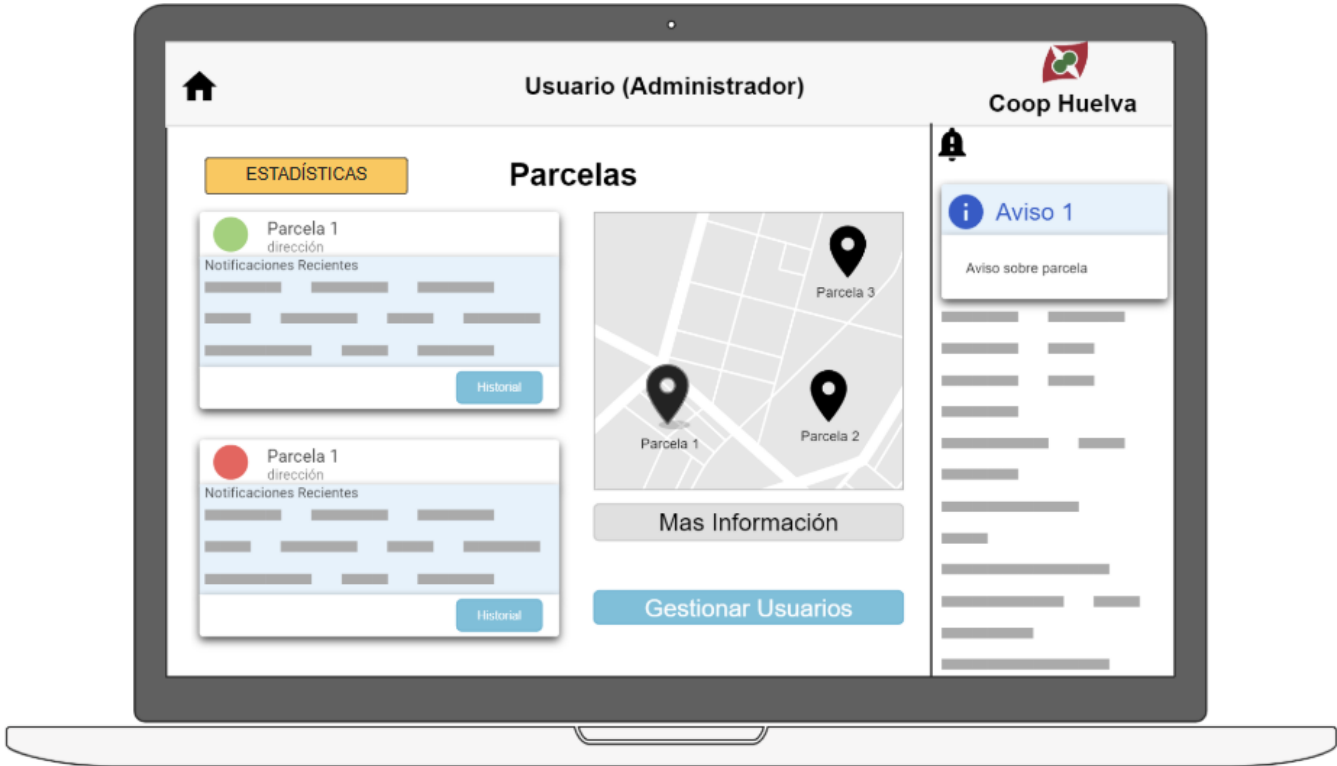 Usuario (Administrador)
Coop Huelva
ESTADÍSTICAS
Parcelas
Parcela 1
dirección
Notificaciones Recientes
Historial
Parcela 1
dirección
Notificaciones Recientes
Historial
Parcela 3
Parcela 1
Parcela 2
Mas Información
Gestionar Usuarios
Aviso 1
Aviso sobre parcela